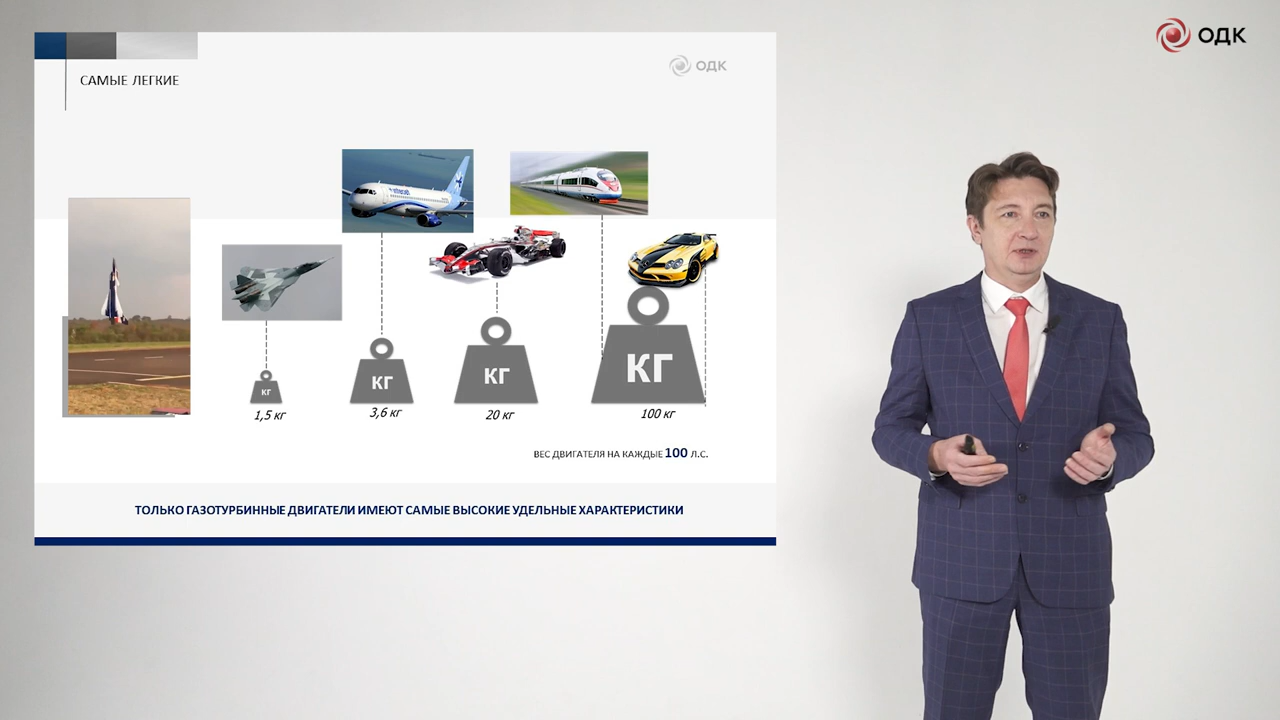 ОДК
САМЫЕ ЛЕГКИЕ
ОДК
interjet
КГ
КГ
КГ
КГ
1,5 кг
3,6 кг
20 кг
100 кг
ВЕС ДВИГАТЕЛЯ НА КАЖДЫЕ 100 Л.С.
ТОЛЬКО ГАЗОТУРБИННЫЕ ДВИГАТЕЛИ ИМЕЮТ САМЫЕ ВЫСОКИЕ УДЕЛЬНЫЕ ХАРАКТЕРИСТИКИ